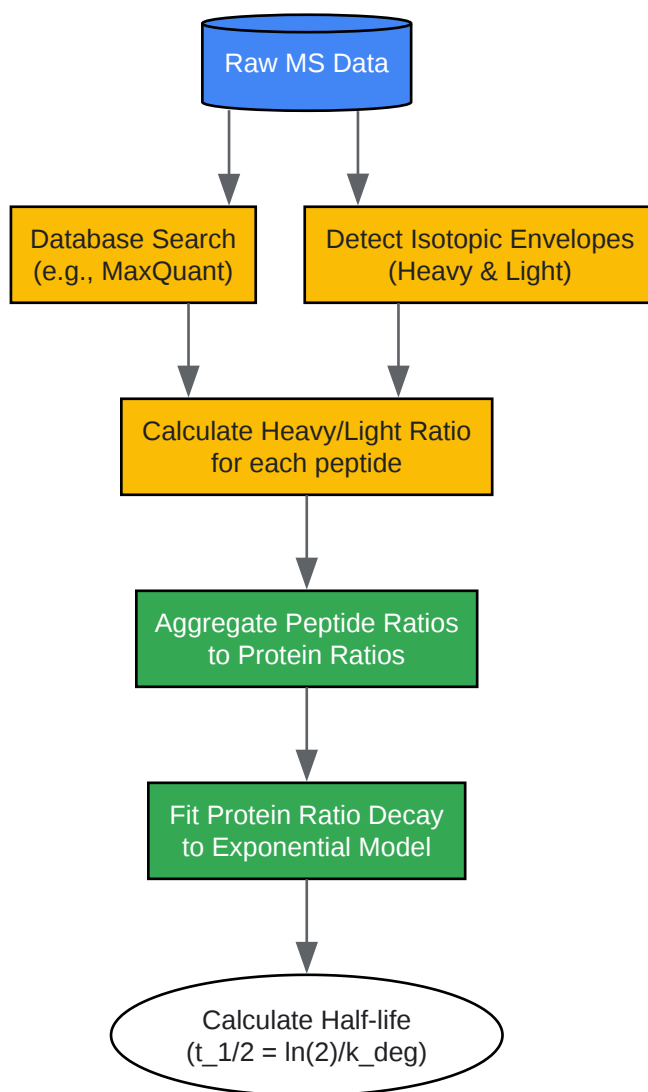 Raw MS Data
Database Search
(e.g., MaxQuant)
Detect Isotopic Envelopes
(Heavy & Light)
Calculate Heavy/Light Ratio
for each peptide
Aggregate Peptide Ratios
to Protein Ratios
Fit Protein Ratio Decay
to Exponential Model
Calculate Half-life
(t_1/2 = ln(2)/k_deg)